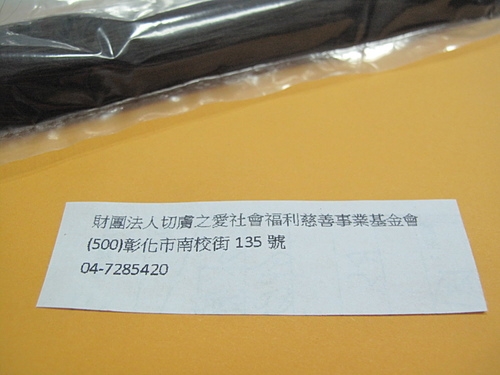 財團法人切膚之愛社會福利慈善事業基金會
(500)彰化市南校街 135 號
04-7285420